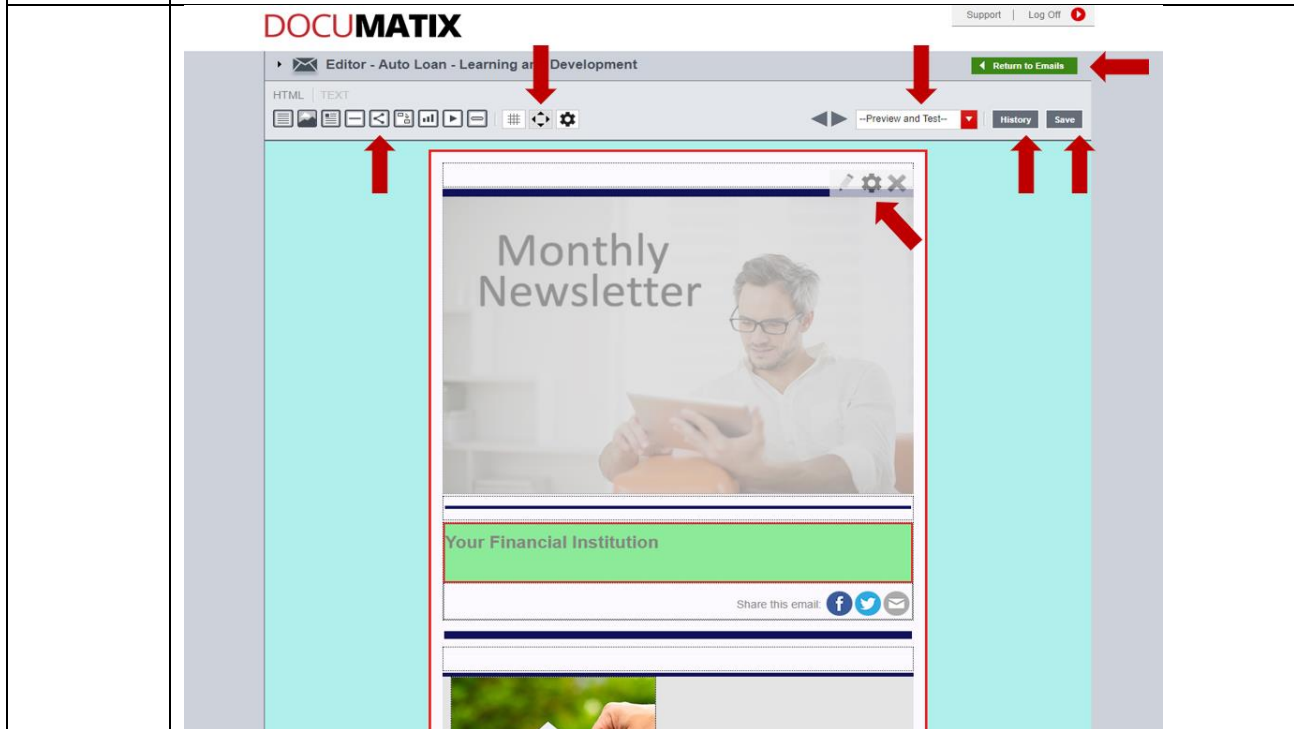 DOCUMATIX
Support | Log Off
Editor - Auto Loan - Learning and Development
Return to Emails
HTML | TEXT
--Preview and Test--
History
Save
Monthly
Newsletter
Your Financial Institution
Share this email: